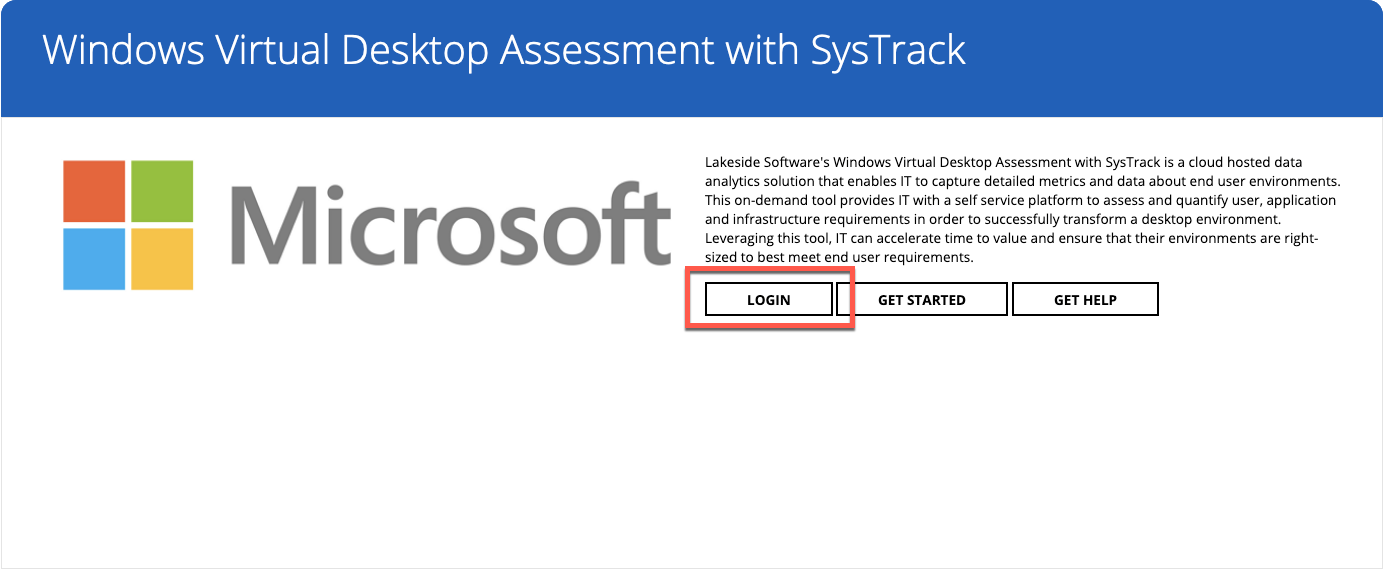 Windows Virtual Desktop Assessment with SysTrack
Microsoft
Lakeside Software's Windows Virtual Desktop Assessment with SysTrack is a cloud hosted data
analytics solution that enables IT to capture detailed metrics and data about end user environments.
This on-demand tool provides IT with a self service platform to assess and quantify user, application
and infrastructure requirements in order to successfully transform a desktop environment.
Leveraging this tool, IT can accelerate time to value and ensure that their environments are right-
sized to best meet end user requirements.
LOGIN GET STARTED GET HELP